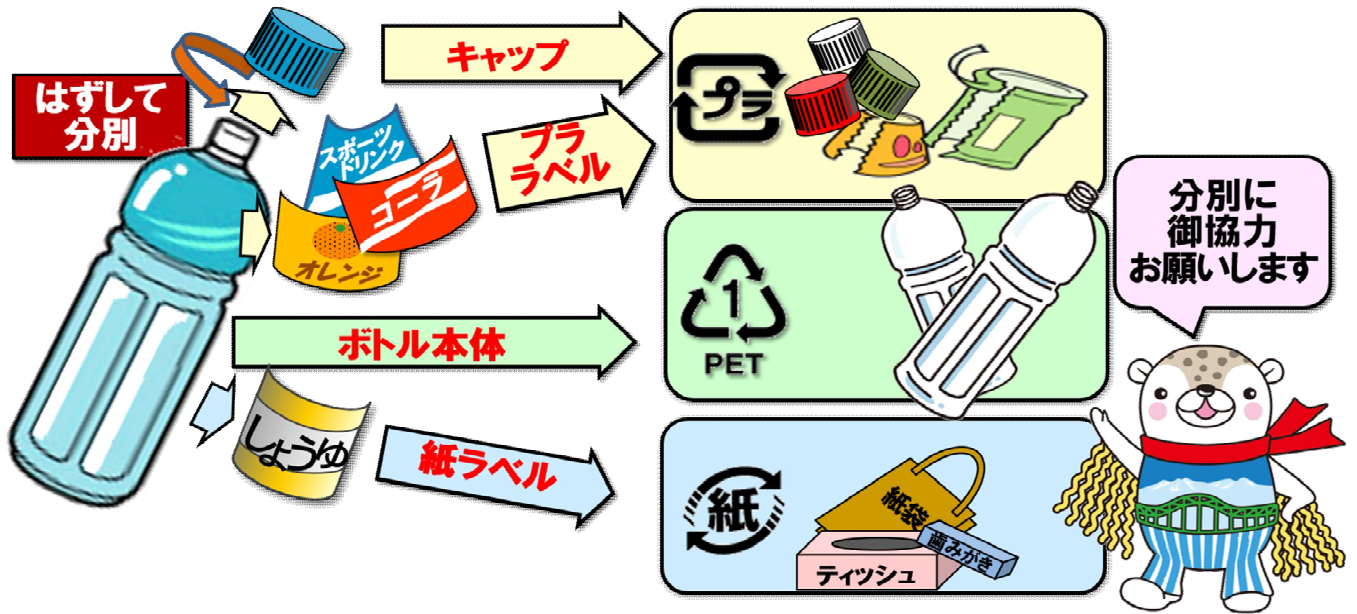 はずして
分別
キャップ
プラ
スポーツ
ドリンク
コーラ
オレンジ
プラ
ラベル
分別に
御協力
お願いします
1
PET
ボトル本体
しょうゆ
紙ラベル
紙
紙袋
歯みがき
ティッシュ